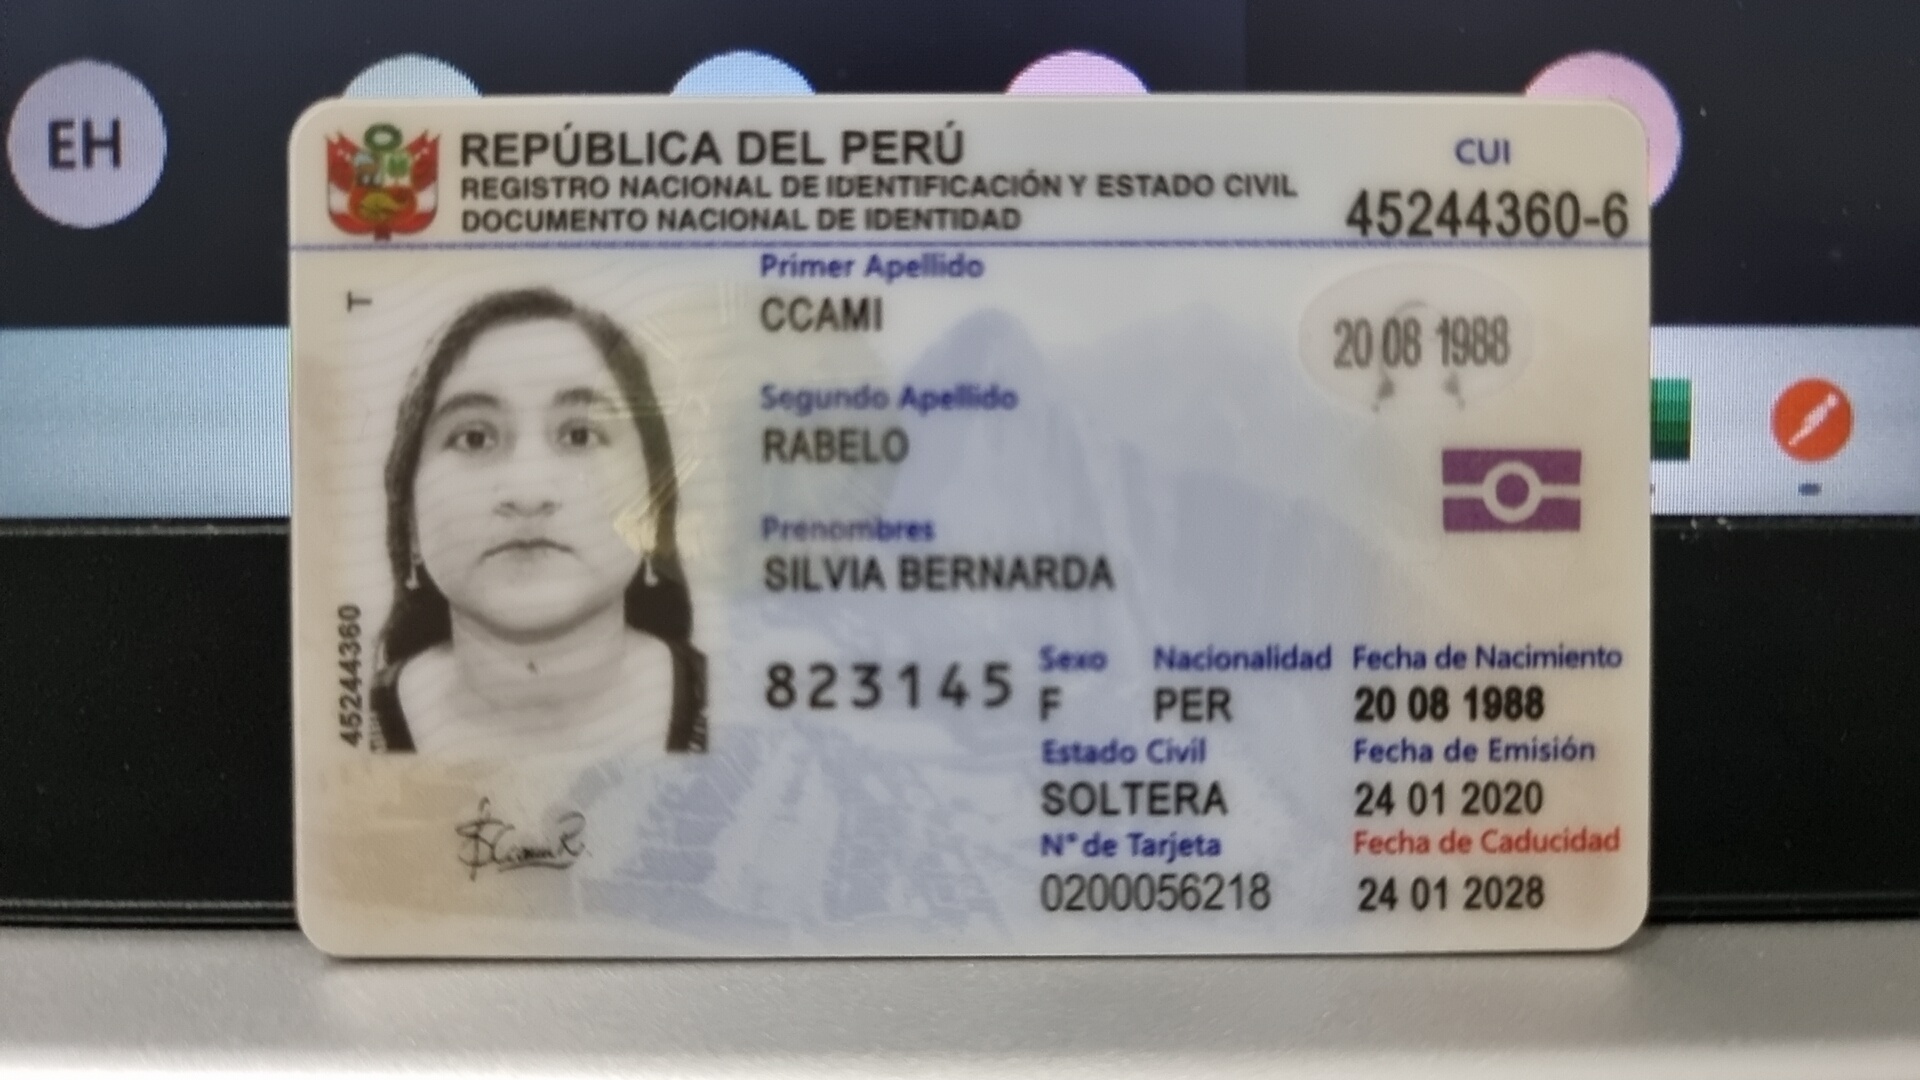 EH
REPÚBLICA DEL PERÚ
REGISTRO NACIONAL DE IDENTIFICACIÓN Y ESTADO CIVIL
DOCUMENTO NACIONAL DE IDENTIDAD
CUI
45244360-6
T
45244360
Primer Apellido
CCAMI
20 08 1988
Segundo Apellido
RABELO
Prenombres
SILVIA BERNARDA
823145
Sexo Nacionalidad Fecha de Nacimiento
F PER 20 08 1988
Estado Civil Fecha de Emisión
SOLTERA 24 01 2020
N° de Tarjeta Fecha de Caducidad
0200056218 24 01 2028